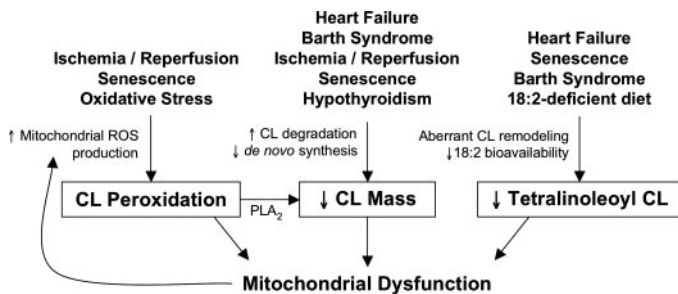 Ischemia / Reperfusion
Senescence
Oxidative Stress
Heart Failure
Barth Syndrome
Ischemia / Reperfusion
Senescence
Hypothyroidism
Heart Failure
Senescence
Barth Syndrome
18:2-deficient diet
↑ Mitochondrial ROS
production
↑ CL degradation
↓ de novo synthesis
Aberrant CL remodeling
↓18:2 bioavailability
CL Peroxidation
PLA2
↓ CL Mass
↓ Tetralinoleoyl CL
Mitochondrial Dysfunction